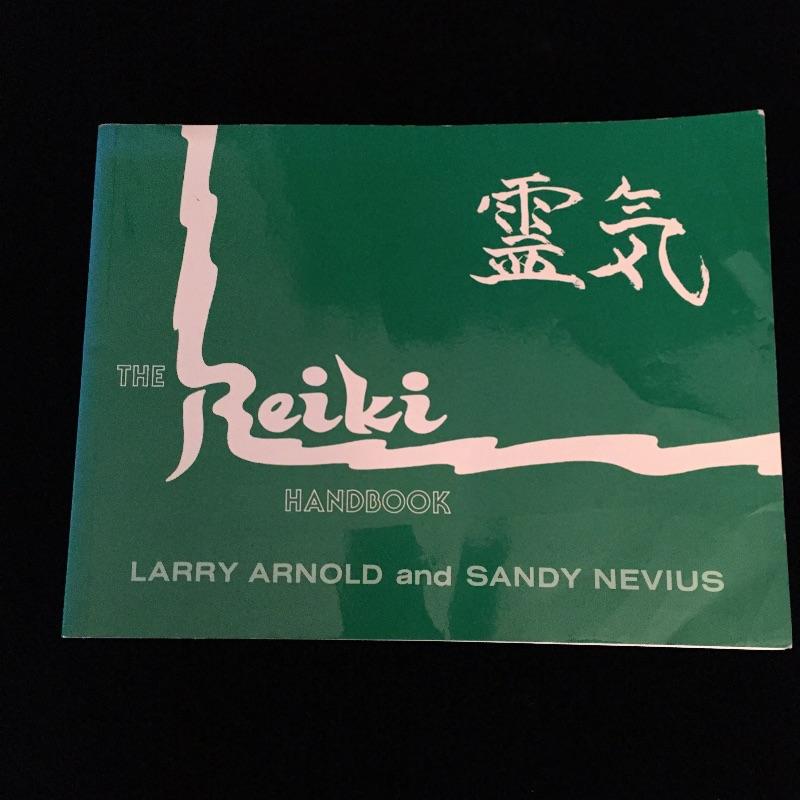 霊気
THE Reiki
HANDBOOK
LARRY ARNOLD and SANDY NEVIUS